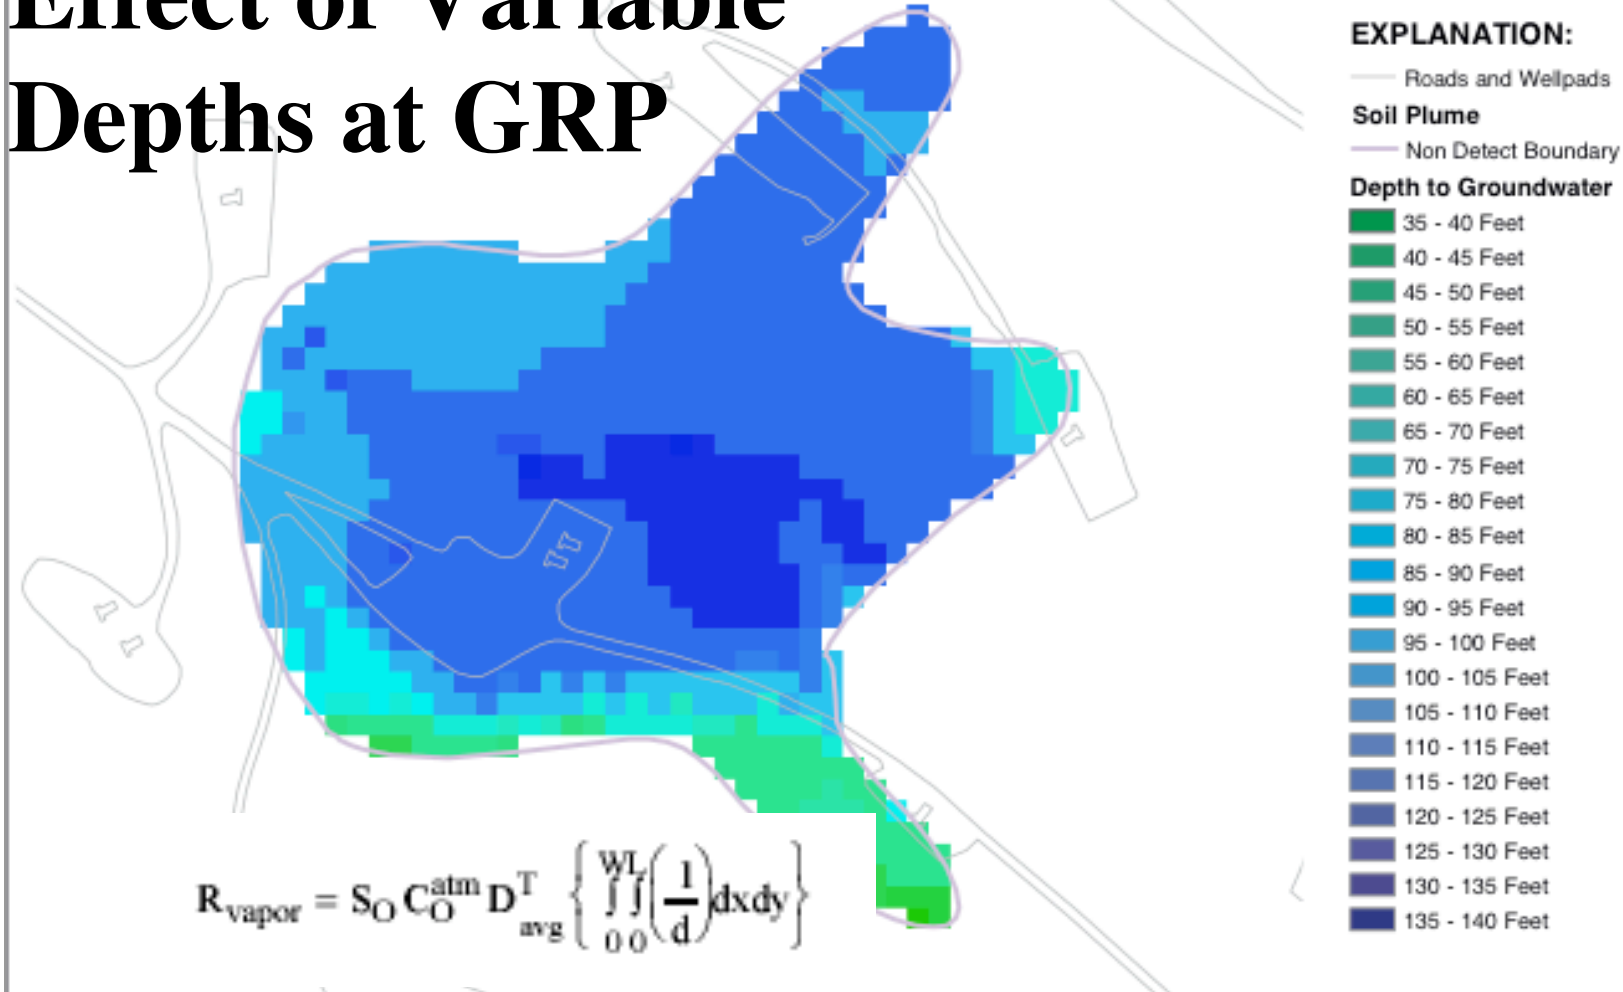 Effect of Variable
Depths at GRP
EXPLANATION:
Roads and Wellpads
Soil Plume
Non Detect Boundary
Depth to Groundwater
35 - 40 Feet
40 - 45 Feet
45 - 50 Feet
50 - 55 Feet
55 - 60 Feet
60 - 65 Feet
65 - 70 Feet
70 - 75 Feet
75 - 80 Feet
80 - 85 Feet
85 - 90 Feet
90 - 95 Feet
95 - 100 Feet
100 - 105 Feet
105 - 110 Feet
110 - 115 Feet
115 - 120 Feet
120 - 125 Feet
125 - 130 Feet
130 - 135 Feet
135 - 140 Feet
R_vapor = S_O C_O^atm D_avg^T { ∫_0^W ∫_0^L (1/d) dxdy }